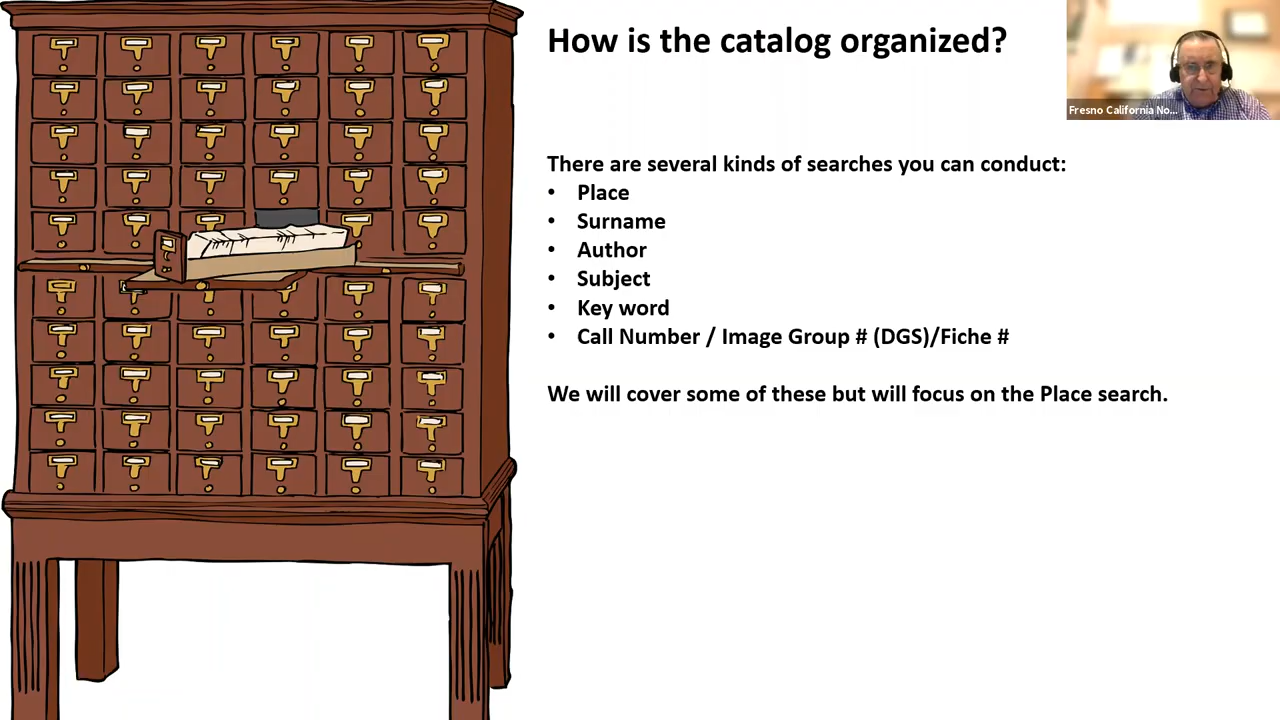 How is the catalog organized?
Fresno California No...
There are several kinds of searches you can conduct:
• Place
• Surname
• Author
• Subject
• Key word
• Call Number / Image Group # (DGS)/Fiche #
We will cover some of these but will focus on the Place search.